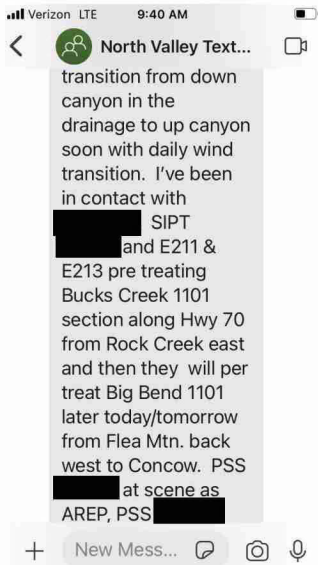 Verizon LTE 9:40 AM
North Valley Text...
transition from down
canyon in the
drainage to up canyon
soon with daily wind
transition. I've been
in contact with
SIPT
and E211 &
E213 pre treating
Bucks Creek 1101
section along Hwy 70
from Rock Creek east
and then they will per
treat Big Bend 1101
later today/tomorrow
from Flea Mtn. back
west to Concow. PSS
at scene as
AREP, PSS
New Mess...